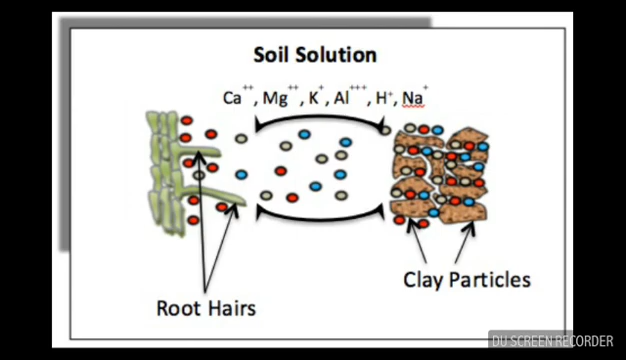 Soil Solution
Ca⁺⁺, Mg⁺⁺, K⁺, Al⁺⁺⁺, H⁺, Na⁺
Clay Particles
Root Hairs
DU SCREEN RECORDER